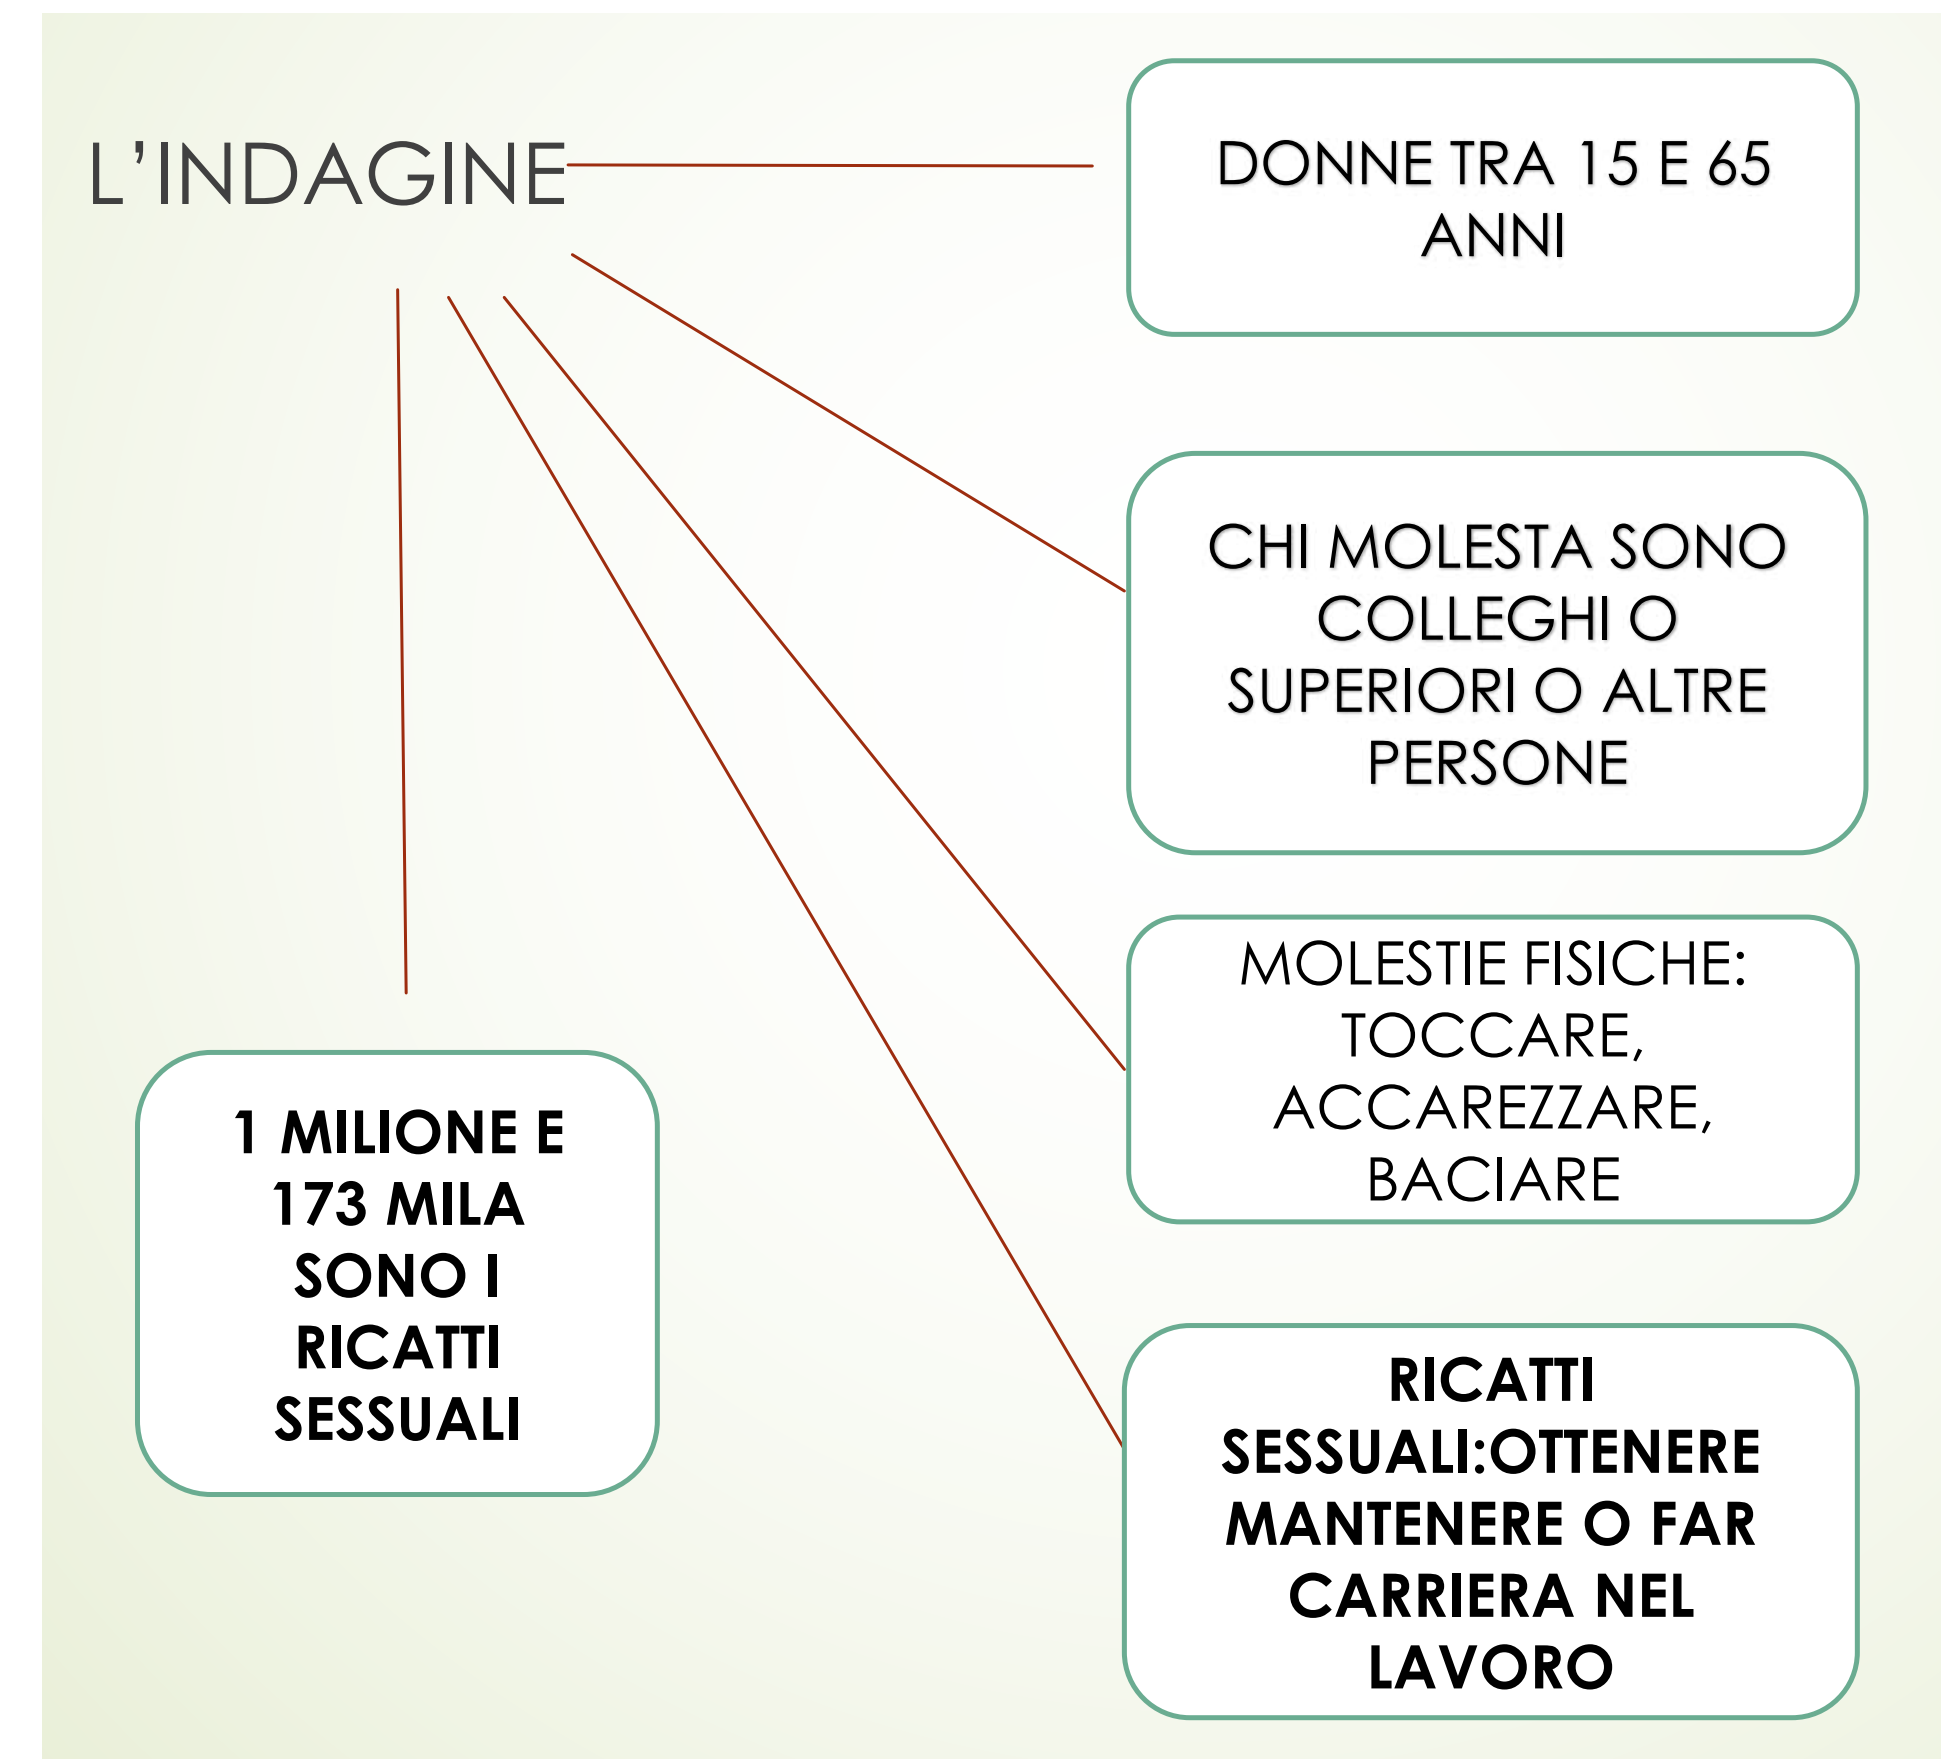 L’INDAGINE
DONNE TRA 15 E 65
ANNI
CHI MOLESTA SONO
COLLEGHI O
SUPERIORI O ALTRE
PERSONE
MOLESTIE FISICHE:
TOCCARE,
ACCAREZZARE,
BACIARE
1 MILIONE E
173 MILA
SONO I
RICATTI
SESSUALI
RICATTI
SESSUALI:OTTENERE
MANTENERE O FAR
CARRIERA NEL
LAVORO